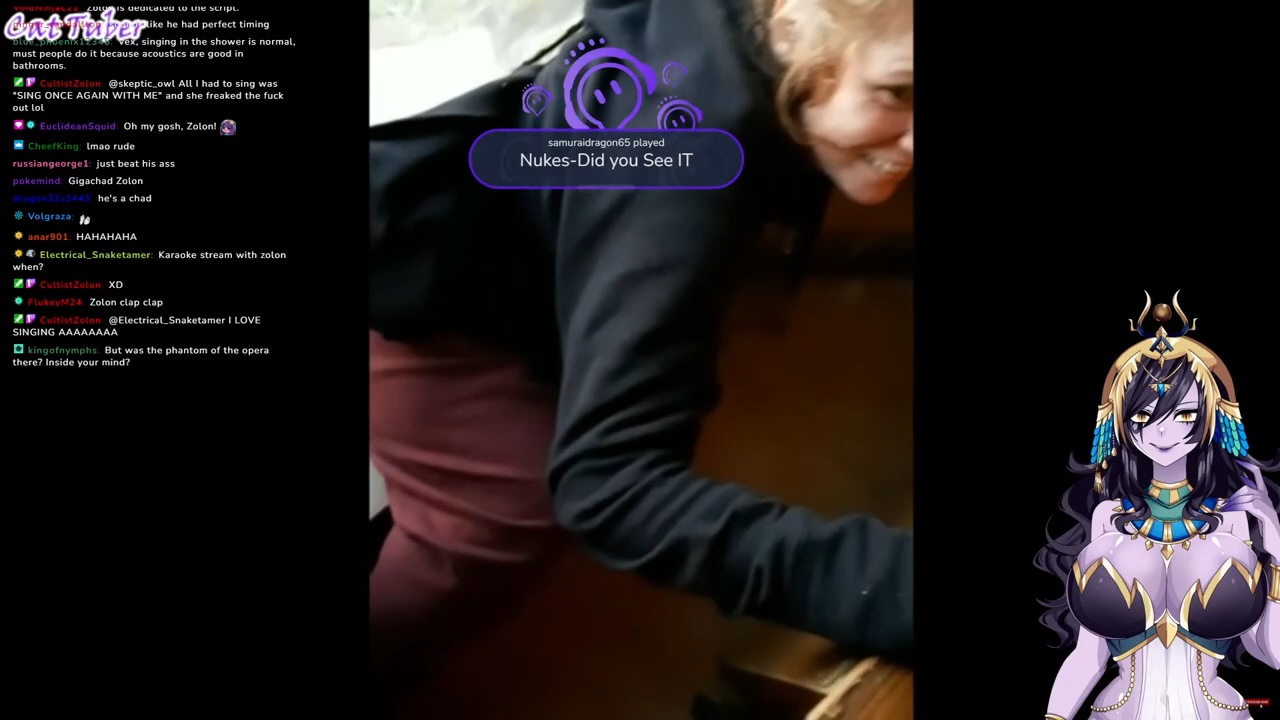 Zolon is dedicated to the script.
CatTuber
like he had perfect timing
vex, singing in the shower is normal,
must people do it because acoustics are good in
bathrooms.
CultistZolon @skeptic_owl All I had to sing was
"SING ONCE AGAIN WITH ME" and she freaked the fuck
out lol
EuclideanSquid: Oh my gosh, Zolon!
CheefKing: lmao rude
russiangeorge1: just beat his ass
pokemind: Gigachad Zolon
dragon32z1443: he's a chad
Volgraza:
anar901: HAHAHAHA
Electrical_Snaketamer: Karaoke stream with zolon
when?
CultistZolon XD
FlukeyM24: Zolon clap clap
CultistZolon @Electrical_Snaketamer I LOVE
SINGING AAAAAAAA
kingofnymphs: But was the phantom of the opera
there? Inside your mind?
samuraidragon65 played
Nukes-Did you See IT